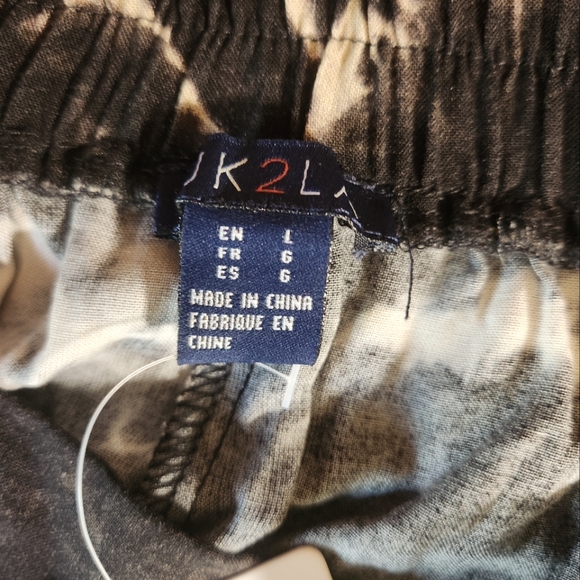 UK2LA
EN L
FR G
ES G
MADE IN CHINA
FABRIQUE EN
CHINE